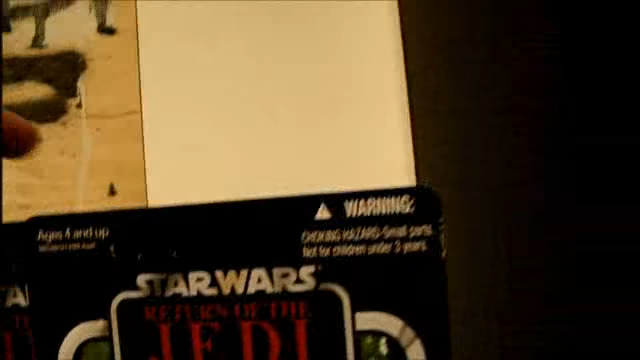 WARNING:
Ages 4 and up
CHOKING HAZARD-Small parts
Not for children under 3 years.
STAR WARS
RETURN OF THE
JEDI